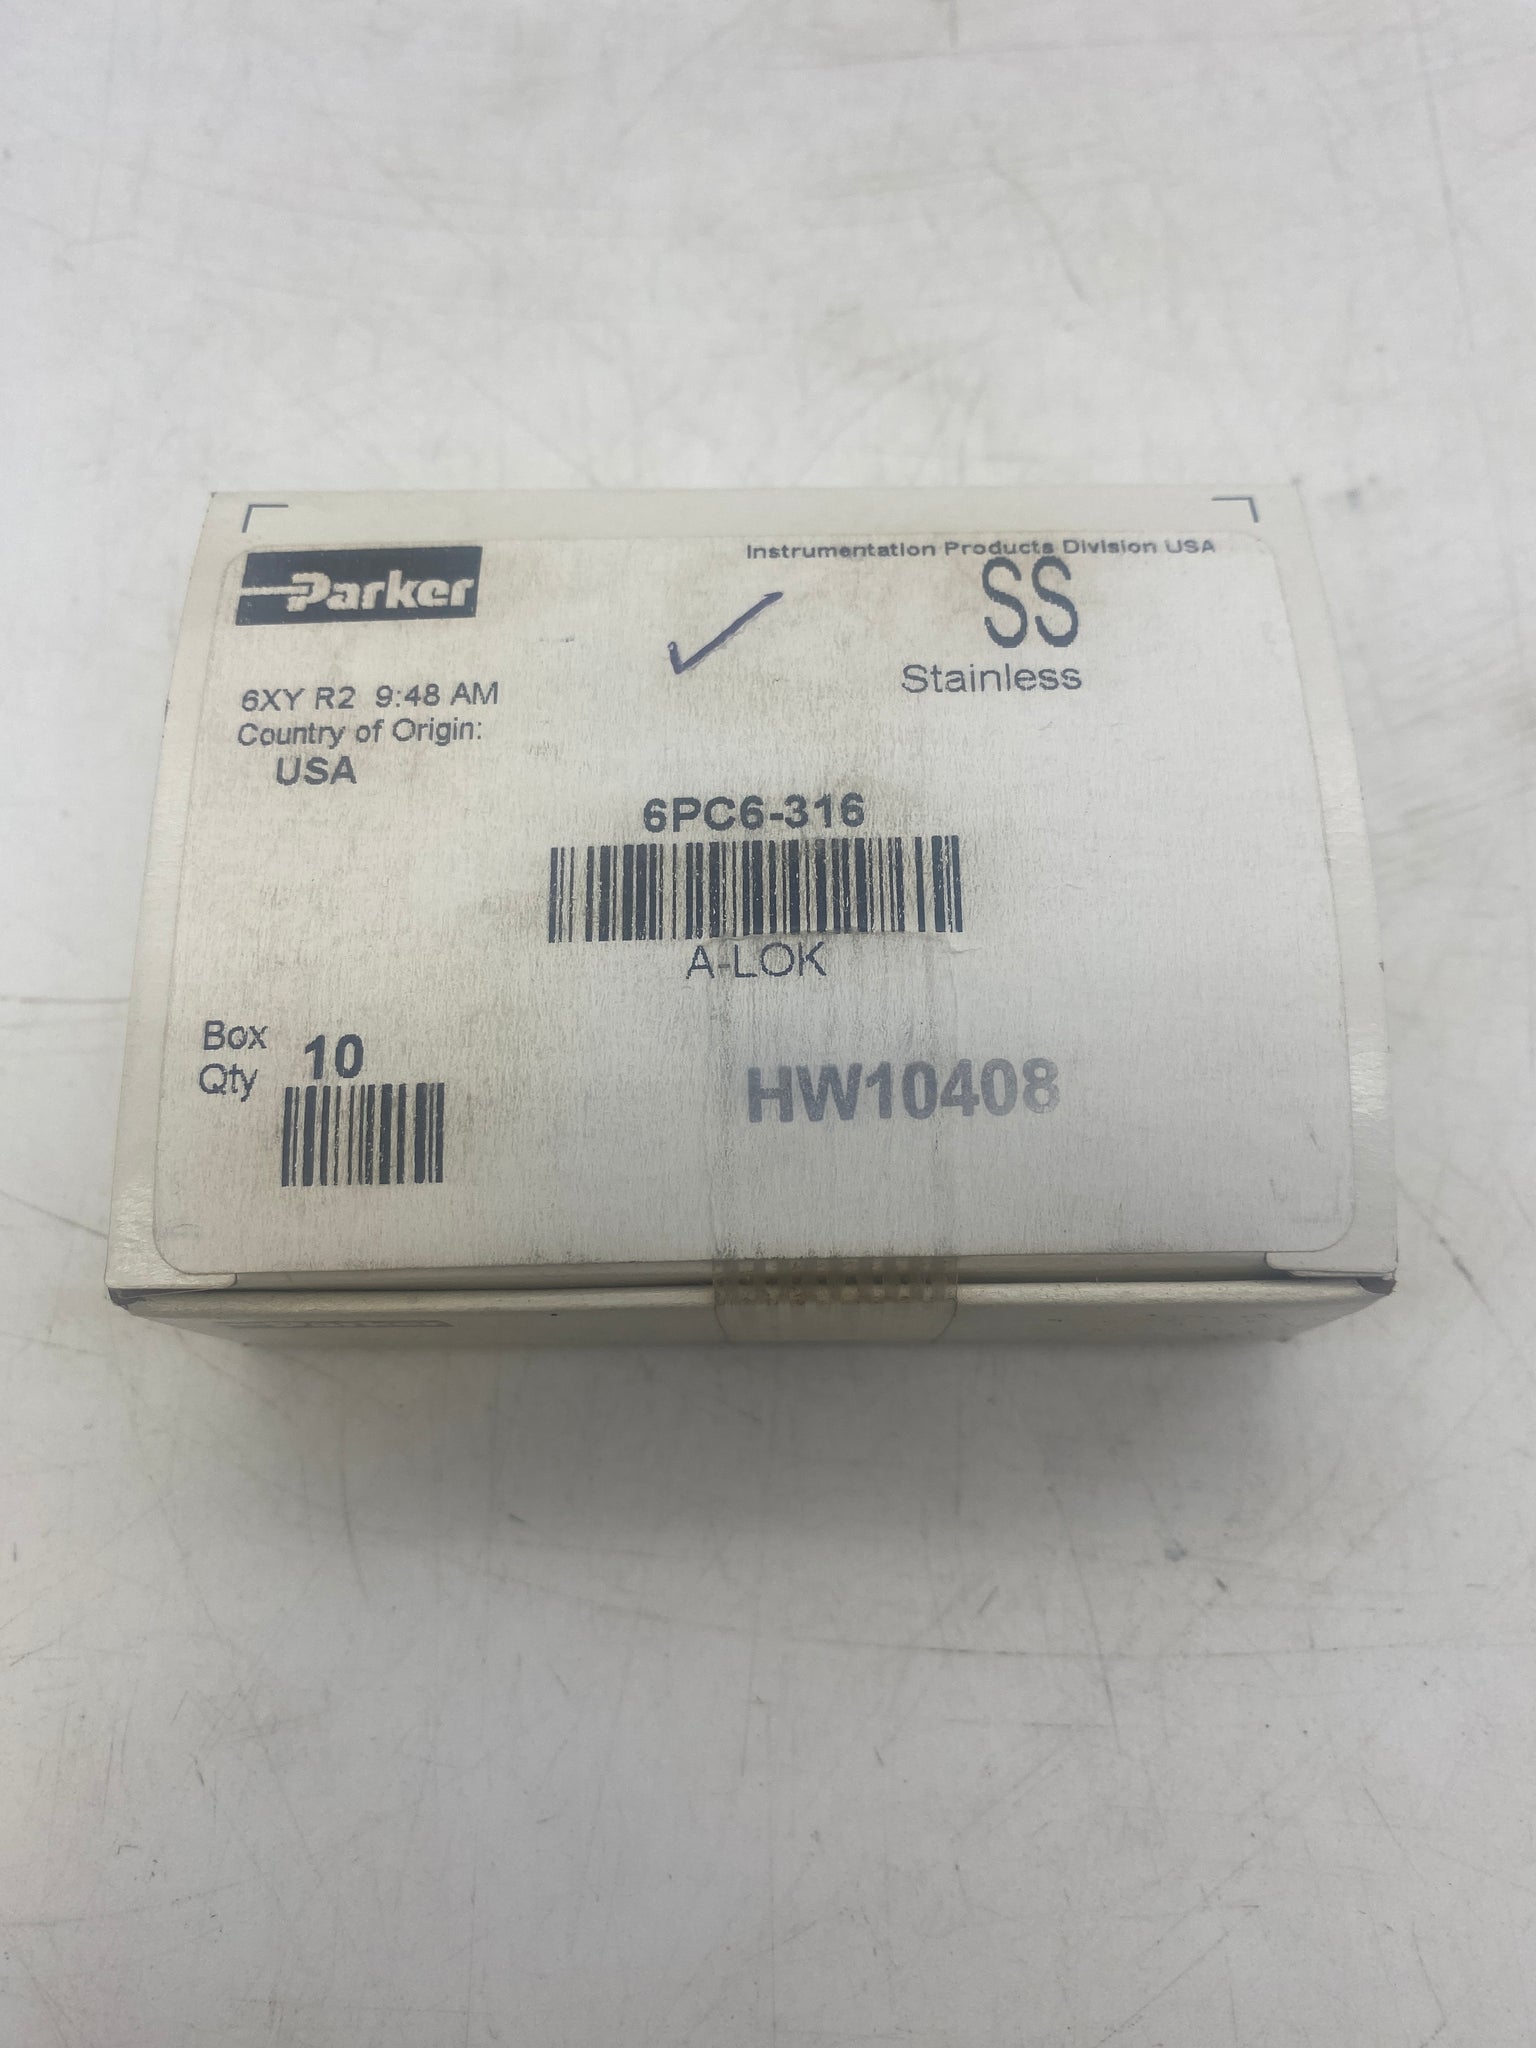 Parker
Instrumentation Products Division USA
SS
Stainless
6XY R2 9:48 AM
Country of Origin:
USA
6PC6-316
A-LOK
Box
Qty
10
HW10408